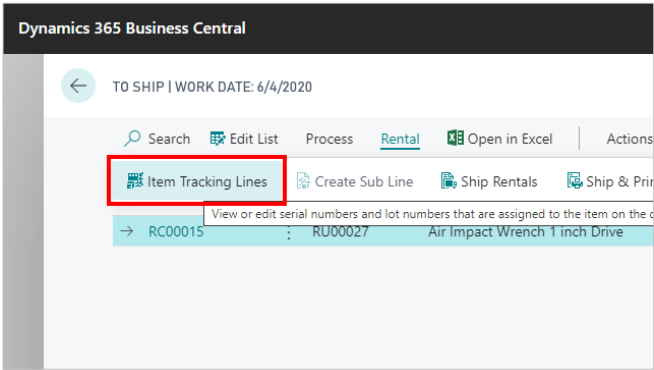 Dynamics 365 Business Central
TO SHIP | WORK DATE: 6/4/2020
Search Edit List Process Rental Open in Excel Actions
Item Tracking Lines Create Sub Line Ship Rentals Ship & Prin
View or edit serial numbers and lot numbers that are assigned to the item on the
RC00015 RU00027 Air Impact Wrench 1 inch Drive